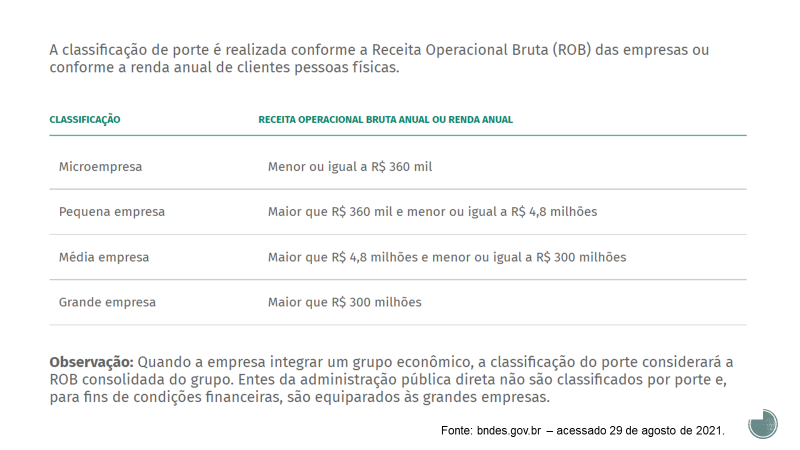 A classificação de porte é realizada conforme a Receita Operacional Bruta (ROB) das empresas ou
conforme a renda anual de clientes pessoas físicas.
CLASSIFICAÇÃO RECEITA OPERACIONAL BRUTA ANUAL OU RENDA ANUAL
Microempresa Menor ou igual a R$ 360 mil
Pequena empresa Maior que R$ 360 mil e menor ou igual a R$ 4,8 milhões
Média empresa Maior que R$ 4,8 milhões e menor ou igual a R$ 300 milhões
Grande empresa Maior que R$ 300 milhões
Observação: Quando a empresa integrar um grupo econômico, a classificação do porte considerará a
ROB consolidada do grupo. Entes da administração pública direta não são classificados por porte e,
para fins de condições financeiras, são equiparados às grandes empresas.
Fonte: bndes.gov.br – acessado 29 de agosto de 2021.